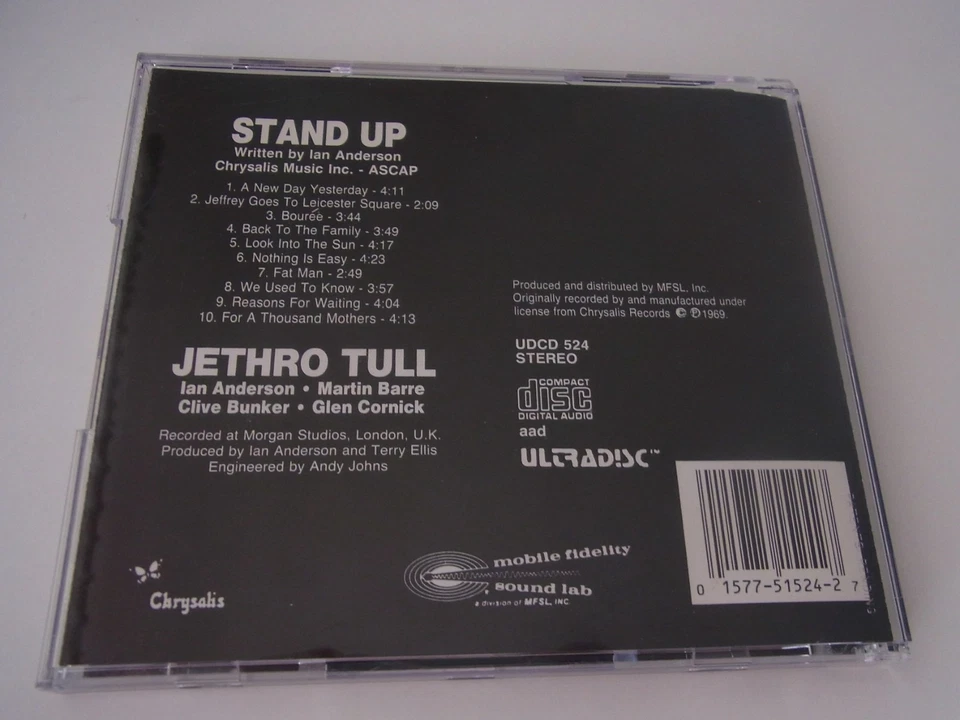 STAND UP
Written by Ian Anderson
Chrysalis Music Inc. - ASCAP
1. A New Day Yesterday - 4:11
2. Jeffrey Goes To Leicester Square - 2:09
3. Bouréé - 3:44
4. Back To The Family - 3:49
5. Look Into The Sun - 4:17
6. Nothing Is Easy - 4:23
7. Fat Man - 2:49
8. We Used To Know - 3:57
9. Reasons For Waiting - 4:04
10. For A Thousand Mothers - 4:13
JETHRO TULL
Ian Anderson • Martin Barre
Clive Bunker • Glen Cornick
Recorded at Morgan Studios, London, U.K.
Produced by Ian Anderson and Terry Ellis
Engineered by Andy Johns
Chrysalis
Produced and distributed by MFSL, Inc.
Originally recorded by and manufactured under
license from Chrysalis Records © ℗ 1969.
UDCD 524
STEREO
COMPACT
disc
DIGITAL AUDIO
aad
ULTRADISC™
mobile fidelity
sound lab
a division of MFSL, INC.
0 1577-51524-2 7